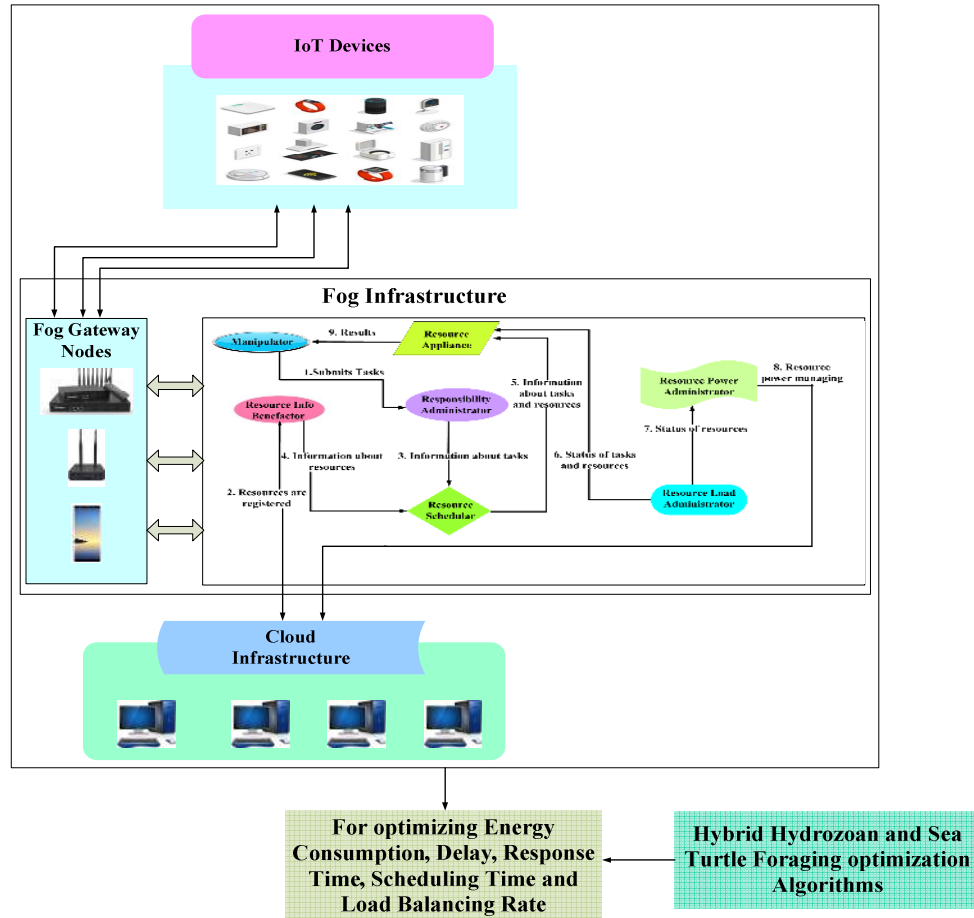 IoT Devices
Fog Infrastructure
Fog Gateway
Nodes
9. Results
Manipulator
Resource
Appliance
1.Submits Tasks
Resource Info
Benefactor
Responsibility
Administrator
5. Information
about tasks
and resources
Resource Power
Administrator
8. Resource
power managing
4. Information about
resources
3. Information about tasks
6. Status of tasks
and resources
7. Status of resources
2. Resources are
registered
Resource
Schedular
Resource Load
Administrator
Cloud
Infrastructure
For optimizing Energy
Consumption, Delay, Response
Time, Scheduling Time and
Load Balancing Rate
Hybrid Hydrozoan and Sea
Turtle Foraging optimization
Algorithms